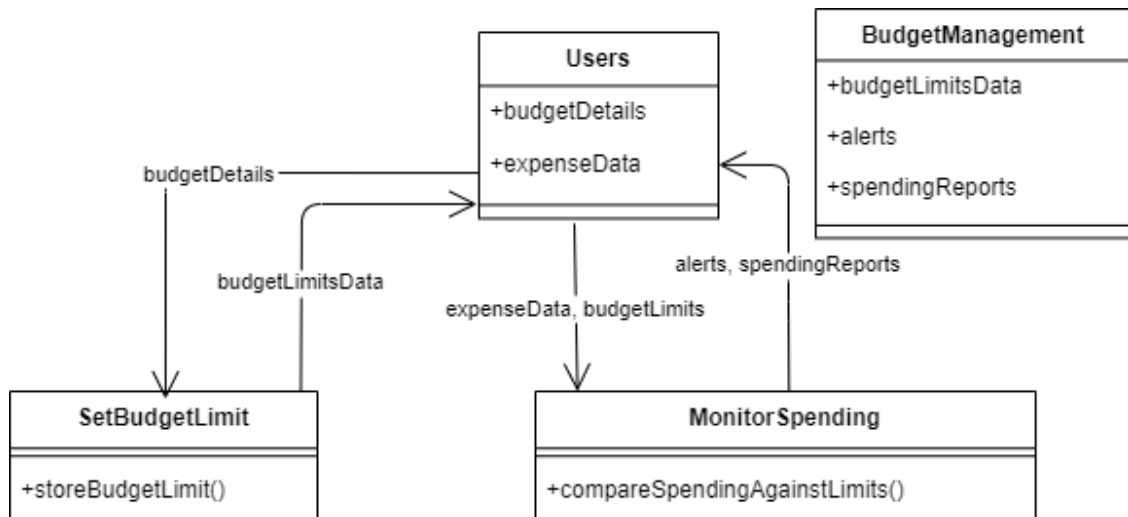 Users
+budgetDetails
+expenseData
BudgetManagement
+budgetLimitsData
+alerts
+spendingReports
budgetDetails
budgetLimitsData
alerts, spendingReports
expenseData, budgetLimits
SetBudgetLimit
+storeBudgetLimit()
MonitorSpending
+compareSpendingAgainstLimits()